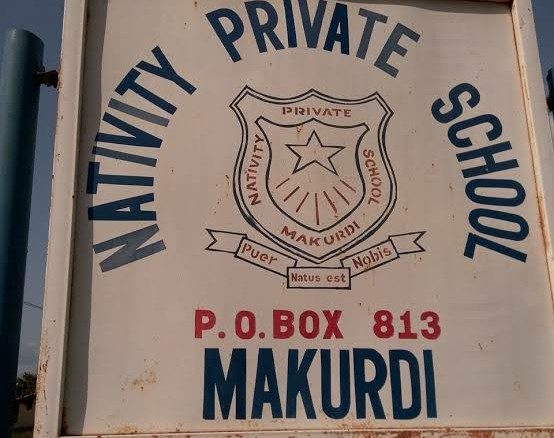 NATIVITY PRIVATE SCHOOL
PRIVATE
NATIVITY
SCHOOL
MAKURDI
Puer
Natus est
Nobis
P.O.BOX 813
MAKURDI